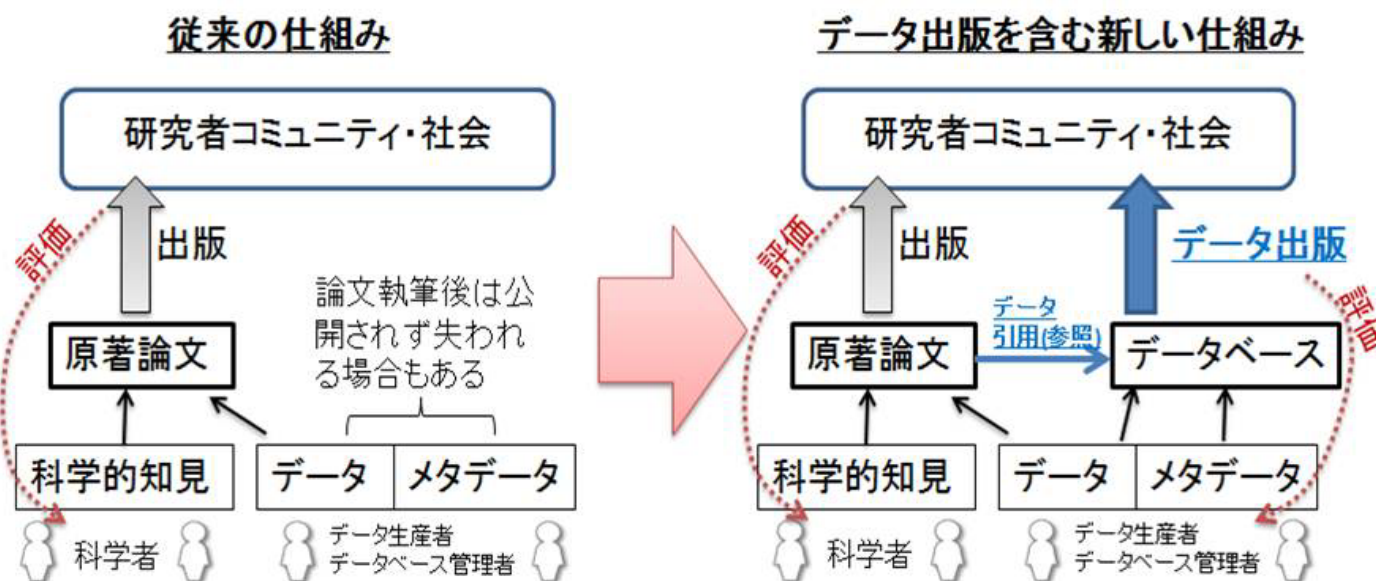 従来の仕組み
研究者コミュニティ・社会
評価
出版
論文執筆後は公
開されず失われ
る場合もある
原著論文
科学的知見
データ
メタデータ
科学者
データ生産者
データベース管理者
データ出版を含む新しい仕組み
研究者コミュニティ・社会
評価
出版
データ出版
評価
データ
引用(参照)
原著論文
データベース
科学的知見
データ
メタデータ
科学者
データ生産者
データベース管理者